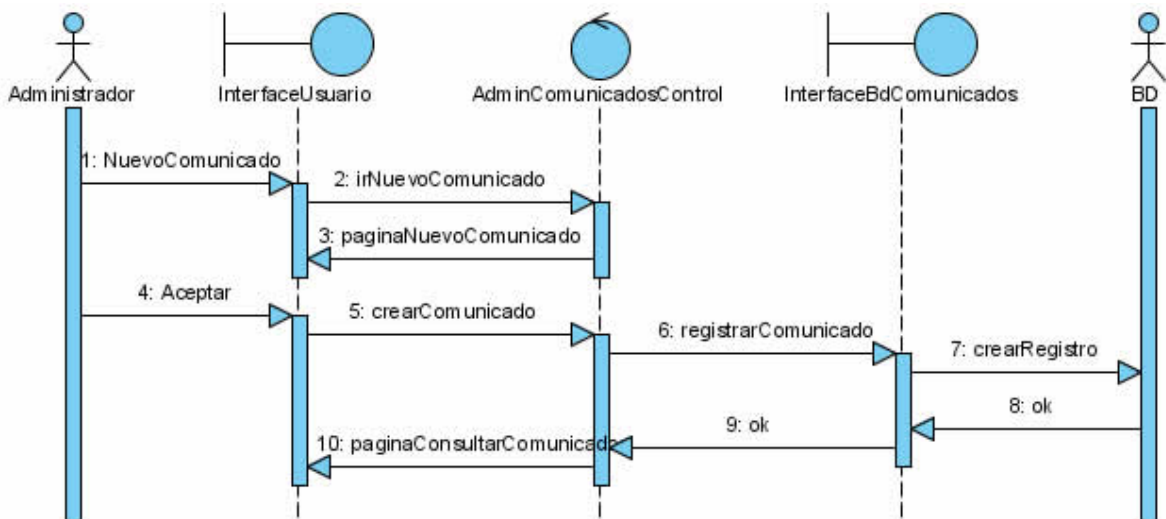 Administrador
InterfaceUsuario
AdminComunicadosControl
InterfaceBdComunicados
BD
1: NuevoComunicado
2: irNuevoComunicado
3: paginaNuevoComunicado
4: Aceptar
5: crearComunicado
6: registrarComunicado
7: crearRegistro
8: ok
9: ok
10: paginaConsultarComunicado